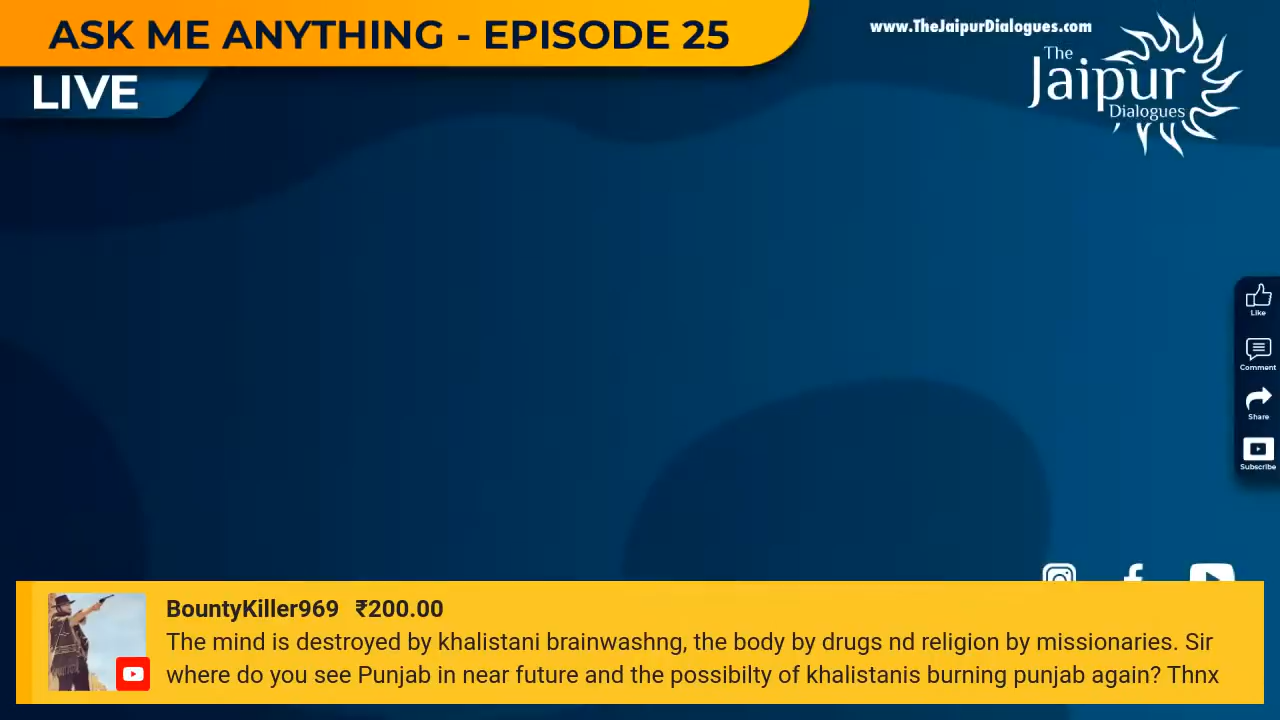 ASK ME ANYTHING - EPISODE 25
www.TheJaipurDialogues.com
LIVE
The
Jaipur
Dialogues
Like
Comment
Share
Subscribe
BountyKiller969 ₹200.00
The mind is destroyed by khalistani brainwashng, the body by drugs nd religion by missionaries. Sir
where do you see Punjab in near future and the possibilty of khalistanis burning punjab again? Thnx